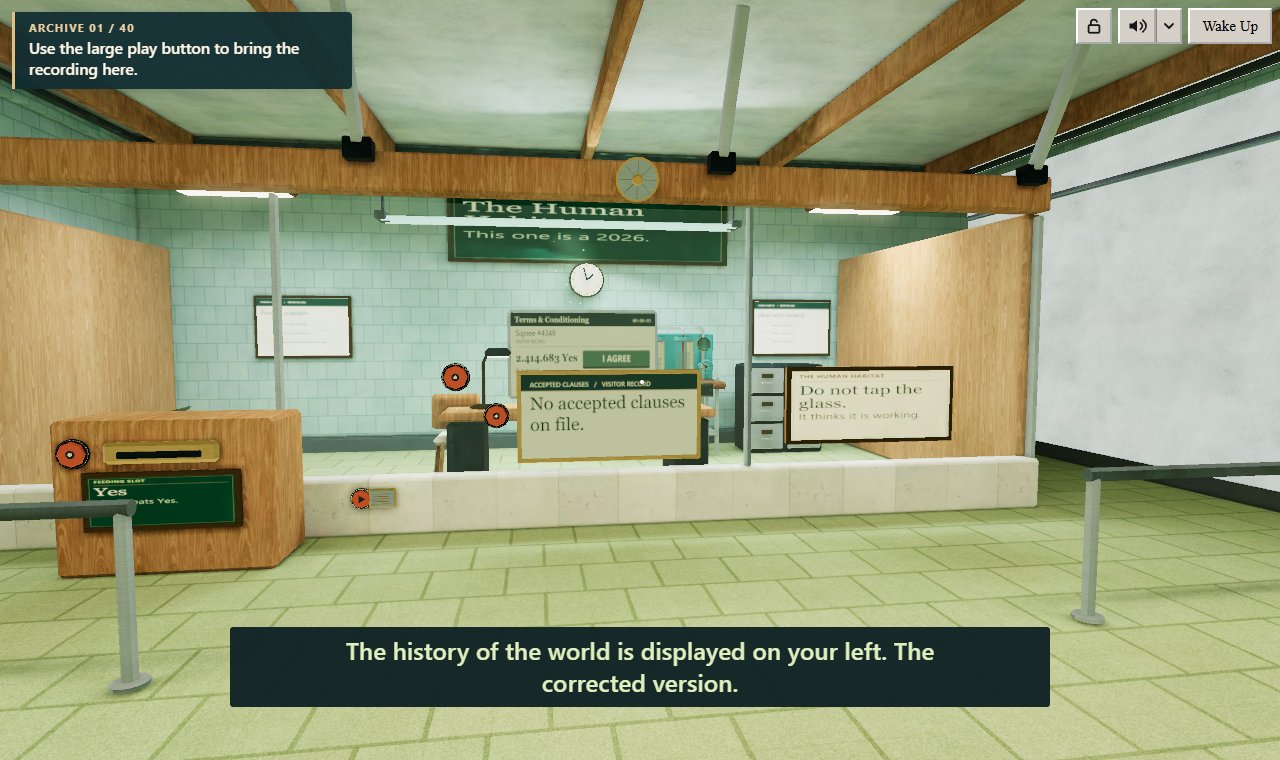 ARCHIVE 01 / 40
Use the large play button to bring the
recording here.
Wake Up
The Human
This one is a 2026.
Terms & Conditioning
Signee #4349
2.414.683 Yes
I AGREE
ACCEPTED CLAUSES / VISITOR RECORD
No accepted clauses
on file.
THE HUMAN HABITAT
Do not tap the
glass.
It thinks it is working.
FEEDING SLOT
Yes
eats Yes.
The history of the world is displayed on your left. The
corrected version.